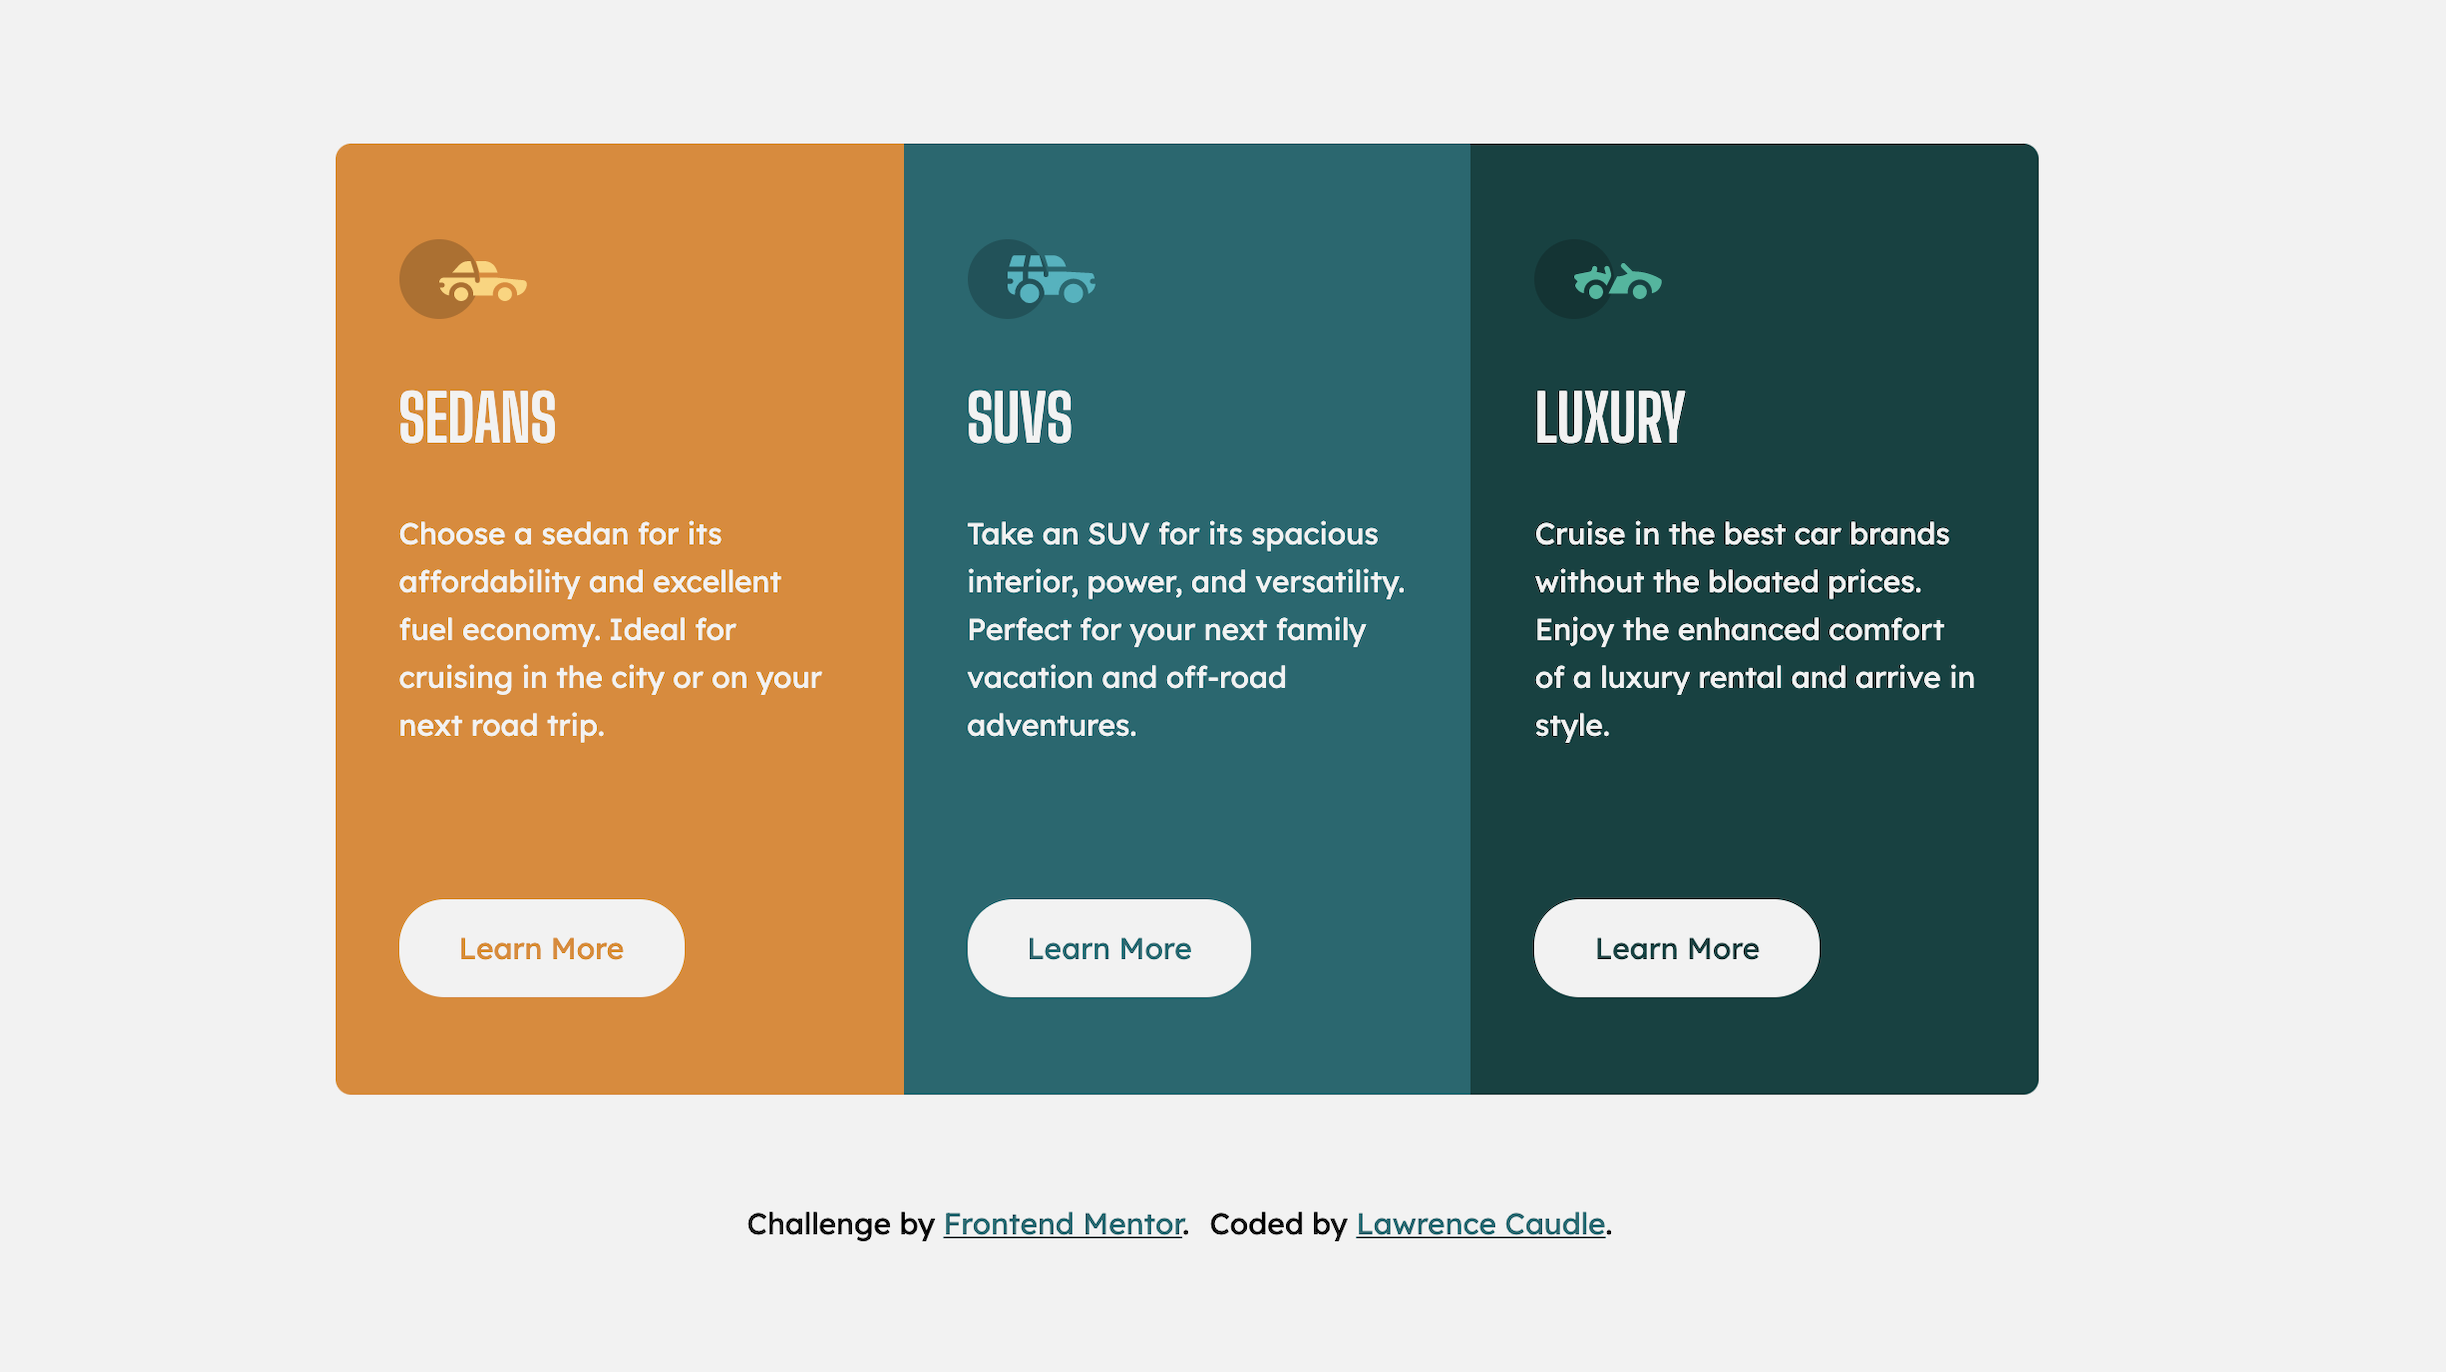 SEDANS
Choose a sedan for its
affordability and excellent
fuel economy. Ideal for
cruising in the city or on your
next road trip.
Learn More
SUVS
Take an SUV for its spacious
interior, power, and versatility.
Perfect for your next family
vacation and off-road
adventures.
Learn More
LUXURY
Cruise in the best car brands
without the bloated prices.
Enjoy the enhanced comfort
of a luxury rental and arrive in
style.
Learn More
Challenge by Frontend Mentor. Coded by Lawrence Caudle.